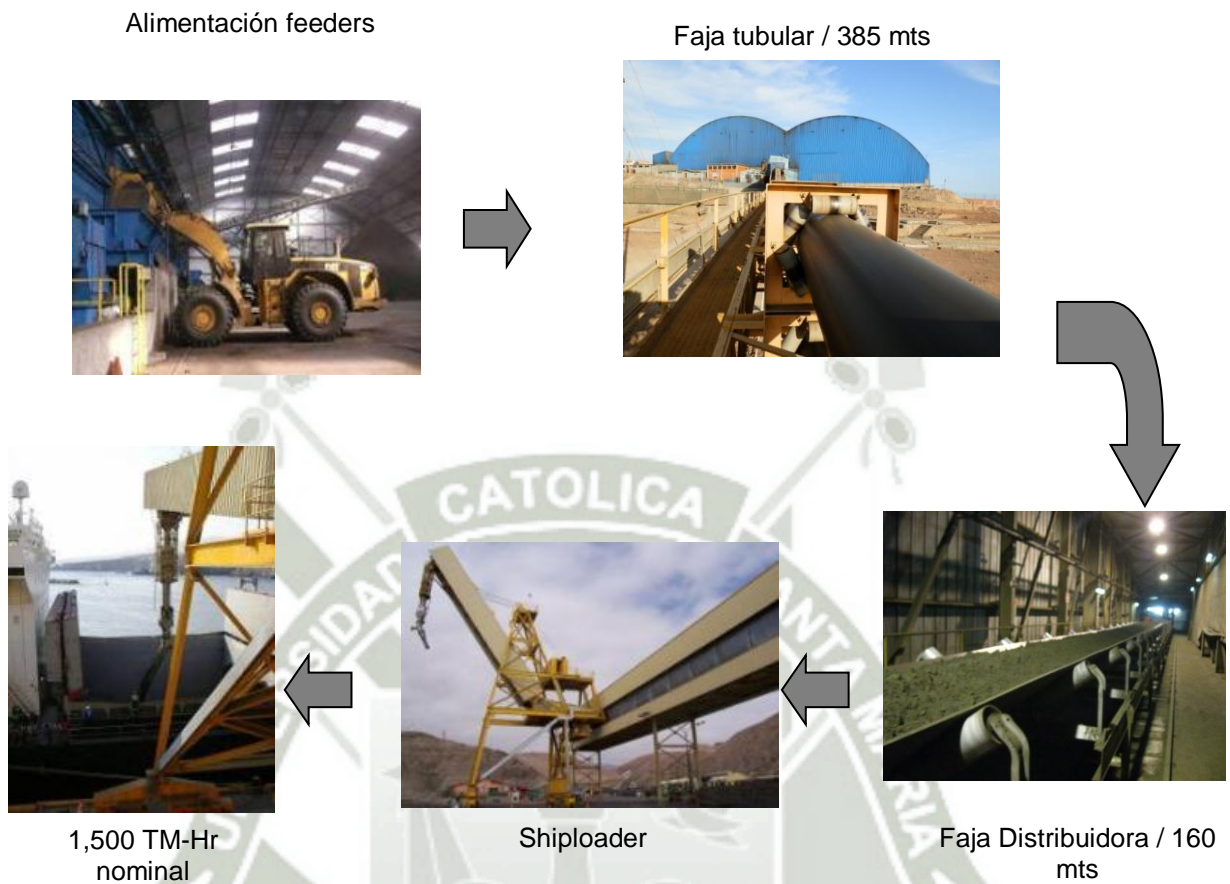 Alimentación feeders
Faja tubular / 385 mts
CATOLICA
1,500 TM-Hr
nominal
Shiploader
Faja Distribuidora / 160
mts